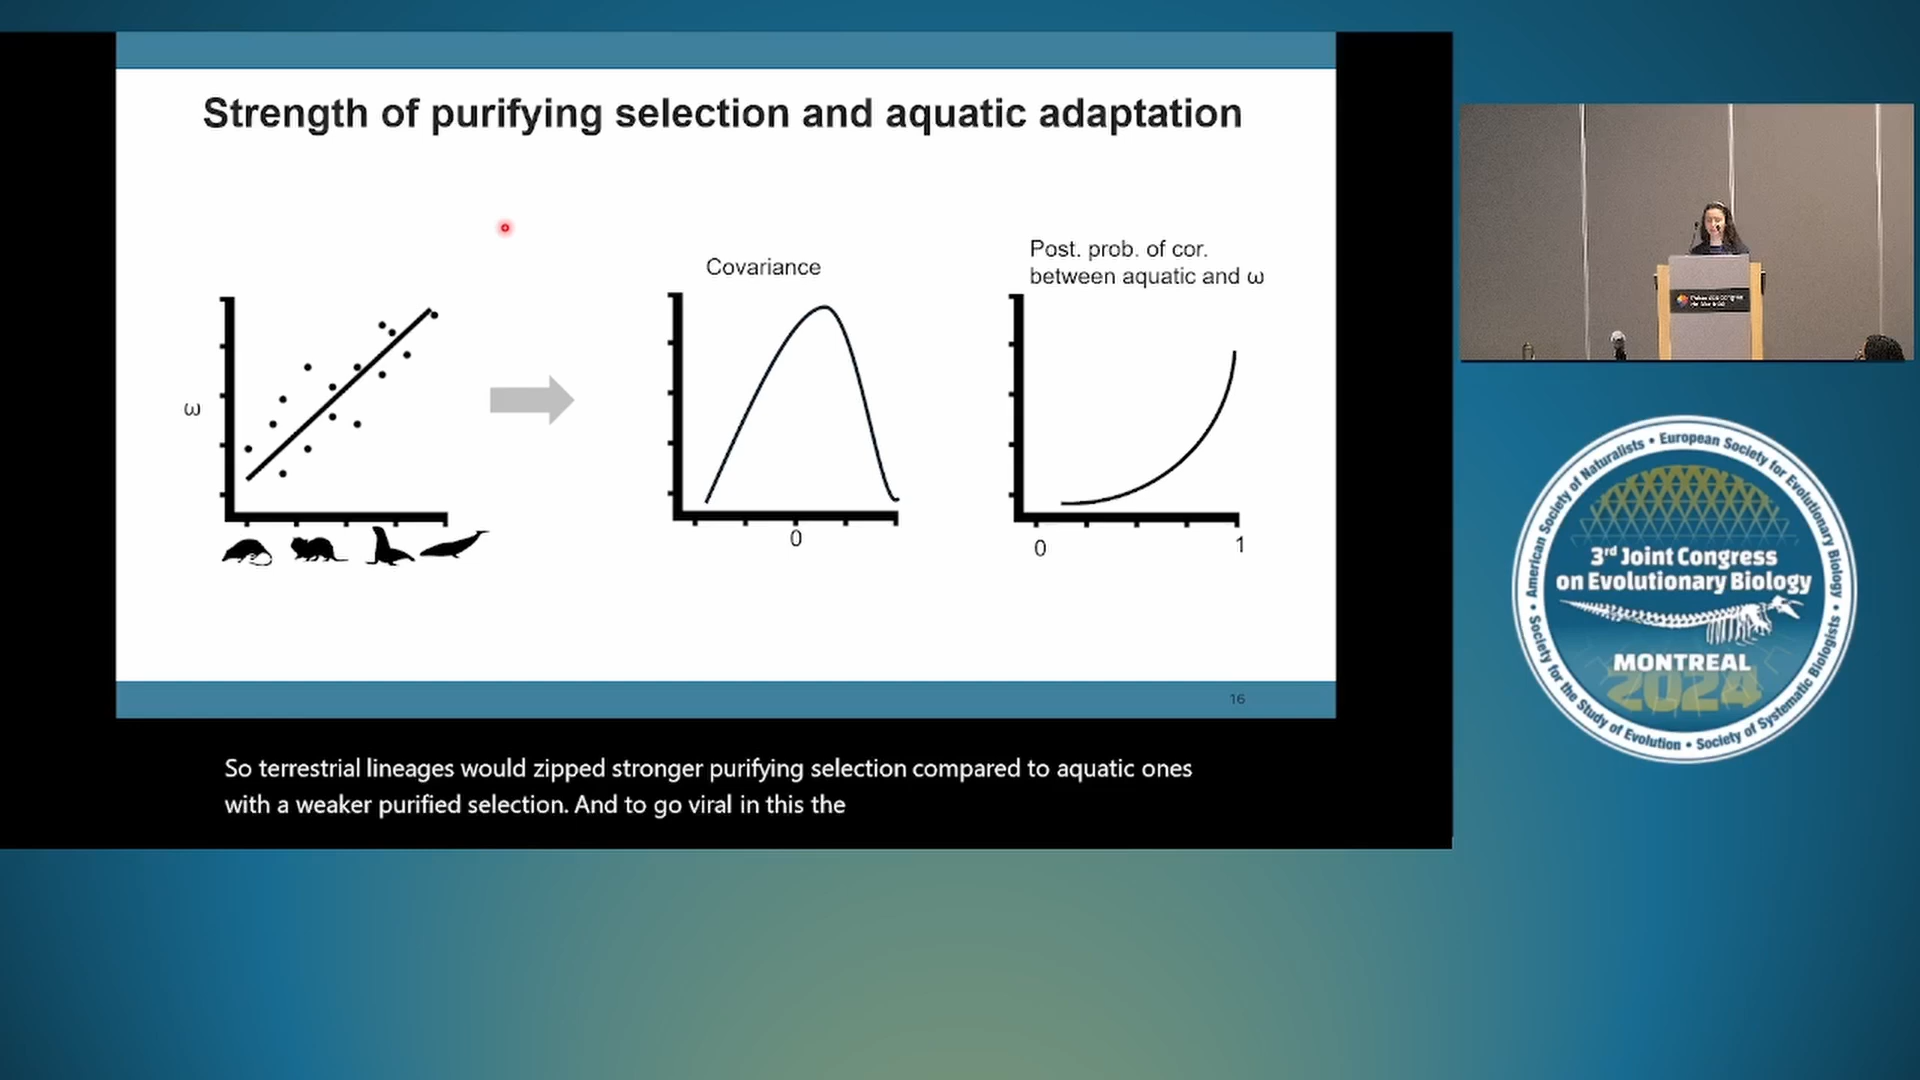 Strength of purifying selection and aquatic adaptation
Covariance
Post. prob. of cor.
between aquatic and ω
ω
0
0
1
16
So terrestrial lineages would zipped stronger purifying selection compared to aquatic ones
with a weaker purified selection. And to go viral in this the
American Society of Naturalists • European Society for Evolutionary Biology •
3rd Joint Congress
on Evolutionary Biology
MONTREAL
2024
Society for the Study of Evolution • Society of Systematic Biologists •